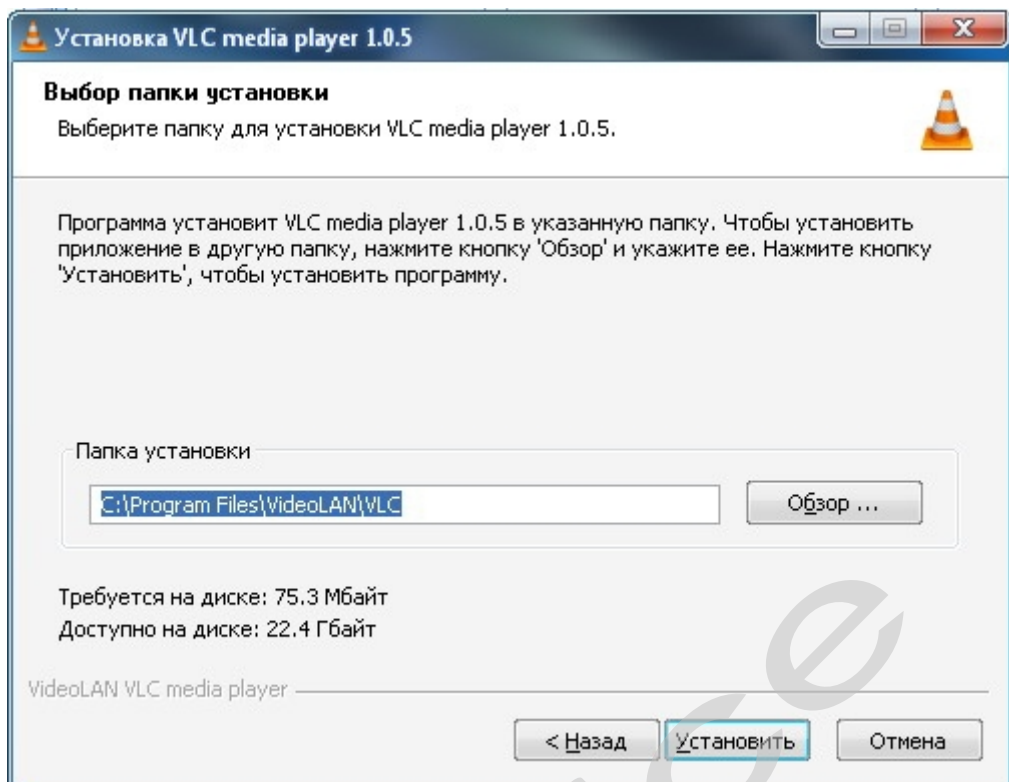 Установка VLC media player 1.0.5
Выбор папки установки
Выберите папку для установки VLC media player 1.0.5.
Программа установит VLC media player 1.0.5 в указанную папку. Чтобы установить
приложение в другую папку, нажмите кнопку 'Обзор' и укажите ее. Нажмите кнопку
'Установить', чтобы установить программу.
Папка установки
C:\Program Files\VideoLAN\VLC
Обзор ...
Требуется на диске: 75.3 Мбайт
Доступно на диске: 22.4 Гбайт
VideoLAN VLC media player
< Назад Установить Отмена